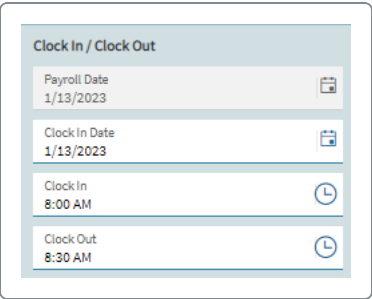 Clock In / Clock Out
Payroll Date
1/13/2023
Clock In Date
1/13/2023
Clock In
8:00 AM
Clock Out
8:30 AM